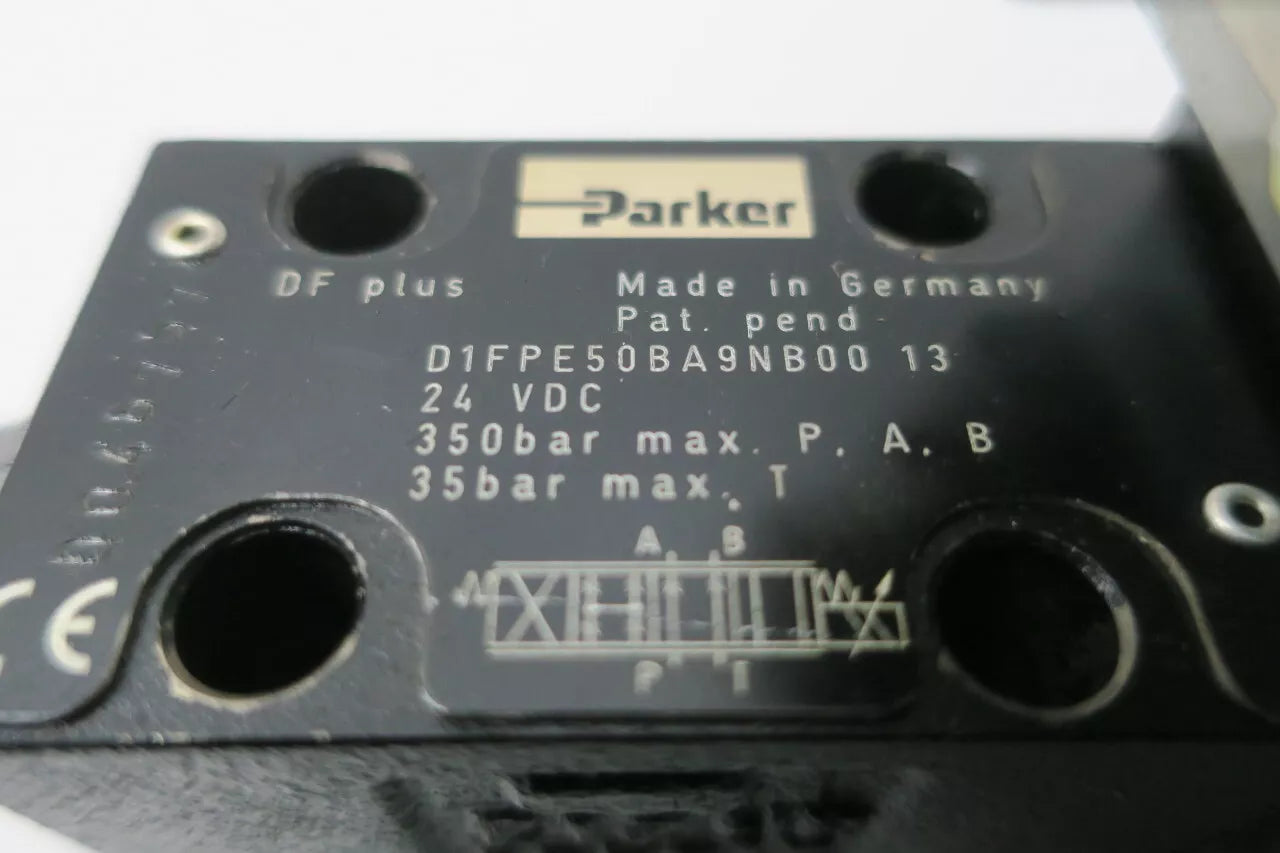 Parker
DF plus
Made in Germany
Pat. pend
D1FPE50BA9NB00 13
24 VDC
350bar max. P, A, B
35bar max. T
A B
CE
P T